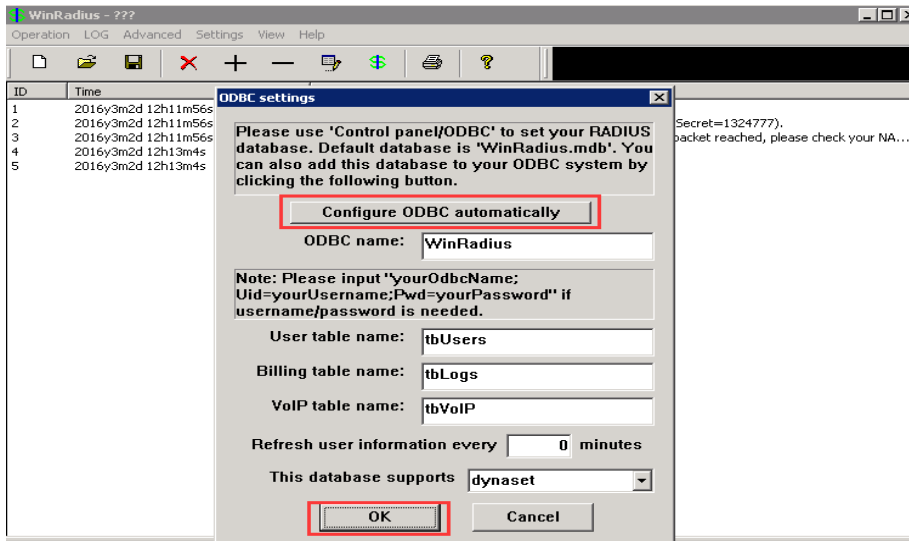 WinRadius - ???
Operation LOG Advanced Settings View Help
ID Time
1 2016y3m2d 12h11m56s
2 2016y3m2d 12h11m56s Secret=1324777).
3 2016y3m2d 12h11m56s packet reached, please check your NA...
4 2016y3m2d 12h13m4s
5 2016y3m2d 12h13m4s
ODBC settings
Please use 'Control panel/ODBC' to set your RADIUS
database. Default database is 'WinRadius.mdb'. You
can also add this database to your ODBC system by
clicking the following button.
Configure ODBC automatically
ODBC name: WinRadius
Note: Please input "yourOdbcName;
Uid=yourUsername;Pwd=yourPassword" if
username/password is needed.
User table name: tbUsers
Billing table name: tbLogs
VoIP table name: tbVoIP
Refresh user information every 0 minutes
This database supports dynaset
OK Cancel